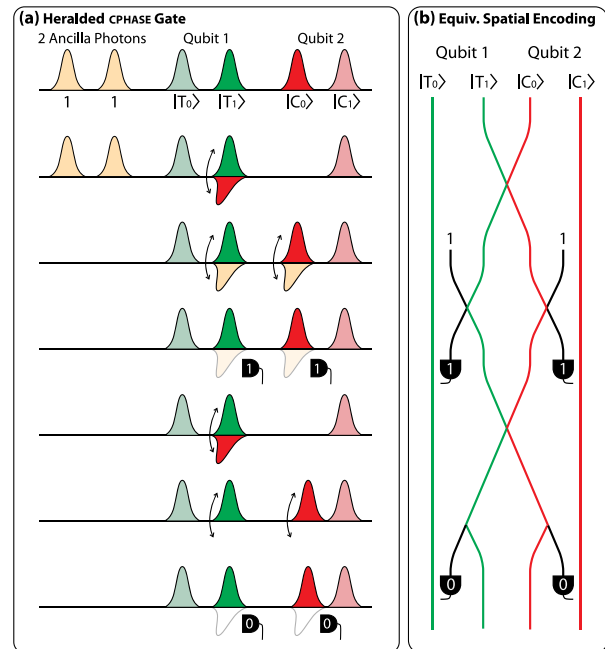 (a) Heralded CPHASE Gate
2 Ancilla Photons Qubit 1 Qubit 2
1 1 |T₀⟩ |T₁⟩ |C₀⟩ |C₁⟩
1 1
0 0
(b) Equiv. Spatial Encoding
Qubit 1 Qubit 2
|T₀⟩ |T₁⟩ |C₀⟩ |C₁⟩
1 1
1 1
0 0